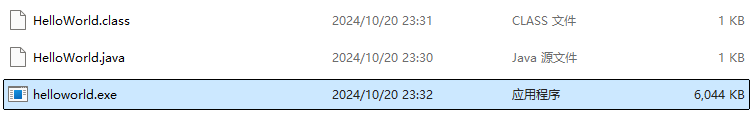 HelloWorld.class 2024/10/20 23:31 CLASS 文件 1 KB
HelloWorld.java 2024/10/20 23:30 Java 源文件 1 KB
helloworld.exe 2024/10/20 23:32 应用程序 6,044 KB